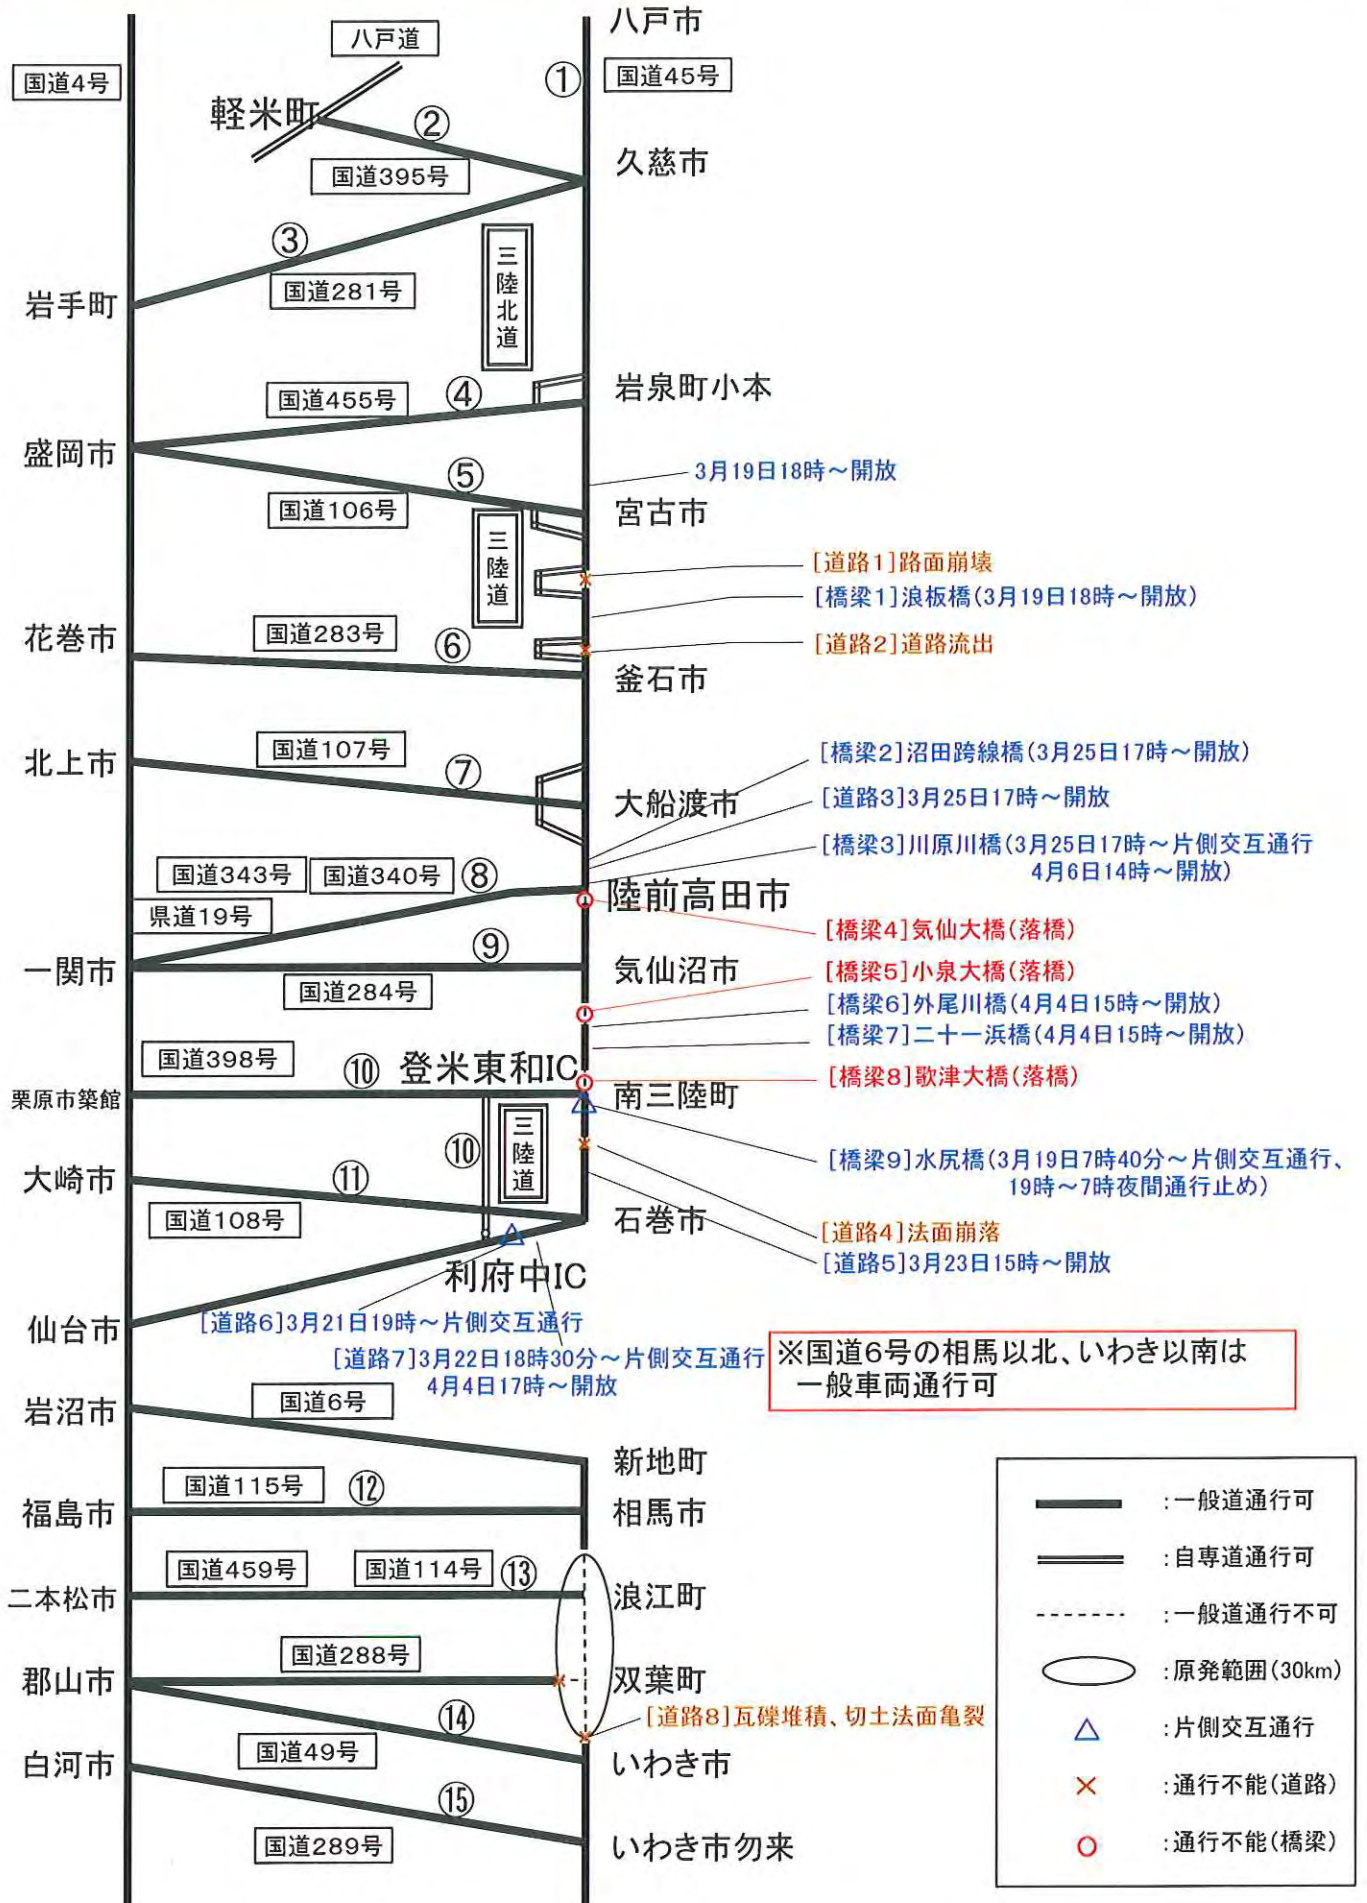 八戸市
八戸道
国道4号
①
国道45号
軽米町
②
久慈市
国道395号
③
三陸北道
国道281号
岩手町
岩泉町小本
国道455号
④
盛岡市
3月19日18時～開放
⑤
国道106号
宮古市
三陸道
[道路1]路面崩壊
[橋梁1]浪板橋(3月19日18時～開放)
花巻市
国道283号
⑥
[道路2]道路流出
釜石市
国道107号
北上市
⑦
[橋梁2]沼田跨線橋(3月25日17時～開放)
大船渡市
[道路3]3月25日17時～開放
[橋梁3]川原川橋(3月25日17時～片側交互通行
4月6日14時～開放)
国道343号
国道340号
⑧
陸前高田市
県道19号
[橋梁4]気仙大橋(落橋)
⑨
一関市
気仙沼市
[橋梁5]小泉大橋(落橋)
国道284号
[橋梁6]外尾川橋(4月4日15時～開放)
[橋梁7]二十一浜橋(4月4日15時～開放)
国道398号
⑩
登米東和IC
[橋梁8]歌津大橋(落橋)
栗原市築館
南三陸町
⑩
三陸道
[橋梁9]水尻橋(3月19日7時40分～片側交互通行、
19時～7時夜間通行止め)
大崎市
⑪
国道108号
石巻市
[道路4]法面崩落
[道路5]3月23日15時～開放
利府中IC
仙台市
[道路6]3月21日19時～片側交互通行
[道路7]3月22日18時30分～片側交互通行
4月4日17時～開放
※国道6号の相馬以北、いわき以南は
一般車両通行可
国道6号
岩沼市
新地町
国道115号
⑫
福島市
相馬市
国道459号
国道114号
⑬
二本松市
浪江町
国道288号
郡山市
双葉町
[道路8]瓦礫堆積、切土法面亀裂
⑭
国道49号
白河市
いわき市
⑮
国道289号
いわき市勿来
:一般道通行可
:自専道通行可
:一般道通行不可
:原発範囲(30km)
:片側交互通行
:通行不能(道路)
:通行不能(橋梁)